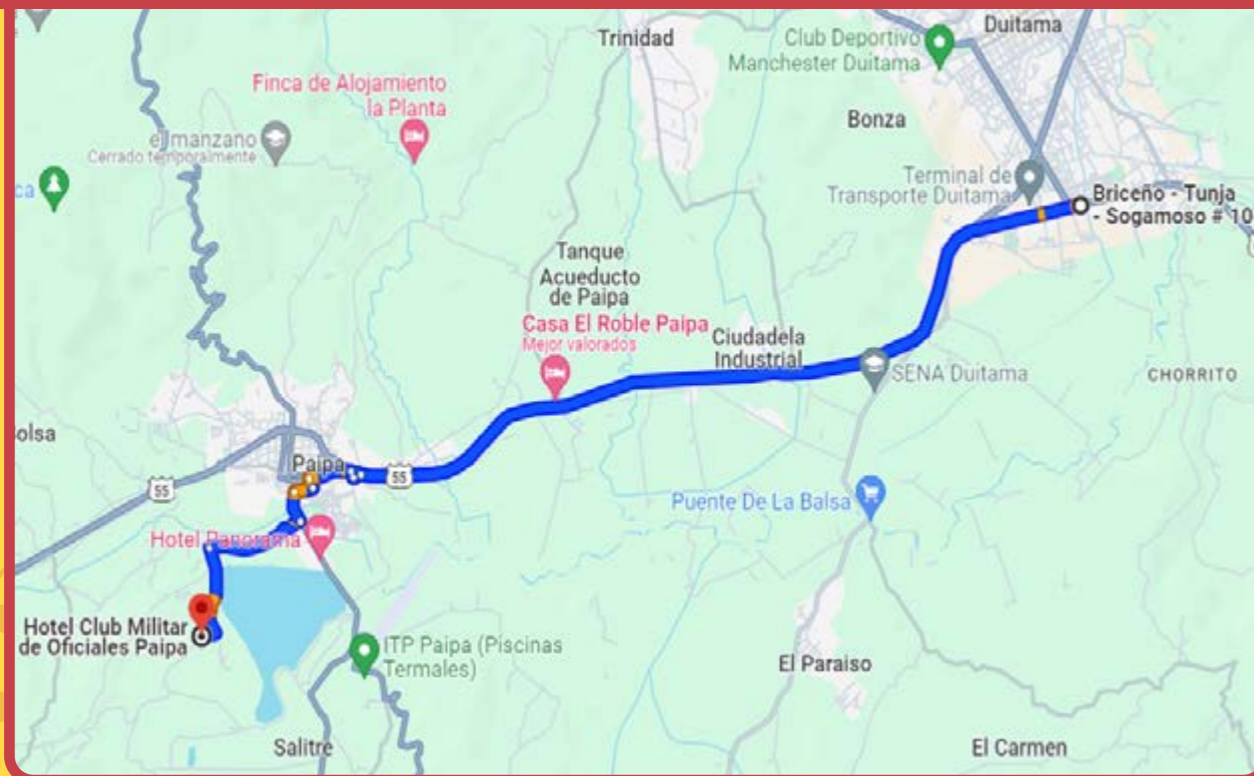 Duitama
Trinidad
Club Deportivo
Manchester Duitama
Finca de Alojamiento
la Planta
Bonza
el manzano
Cerrado temporalmente
ca
Terminal de
Transporte Duitama
Briceño - Tunja
- Sogamoso # 10
Tanque
Acueducto
de Paipa
Casa El Roble Paipa
Mejor valorados
Ciudadela
Industrial
SENA Duitama
CHORRITO
olsa
Paipa
55
55
Puente De La Balsa
Hotel Panorama
Hotel Club Militar
de Oficiales Paipa
ITP Paipa (Piscinas
Termales)
El Paraiso
Salitre
El Carmen